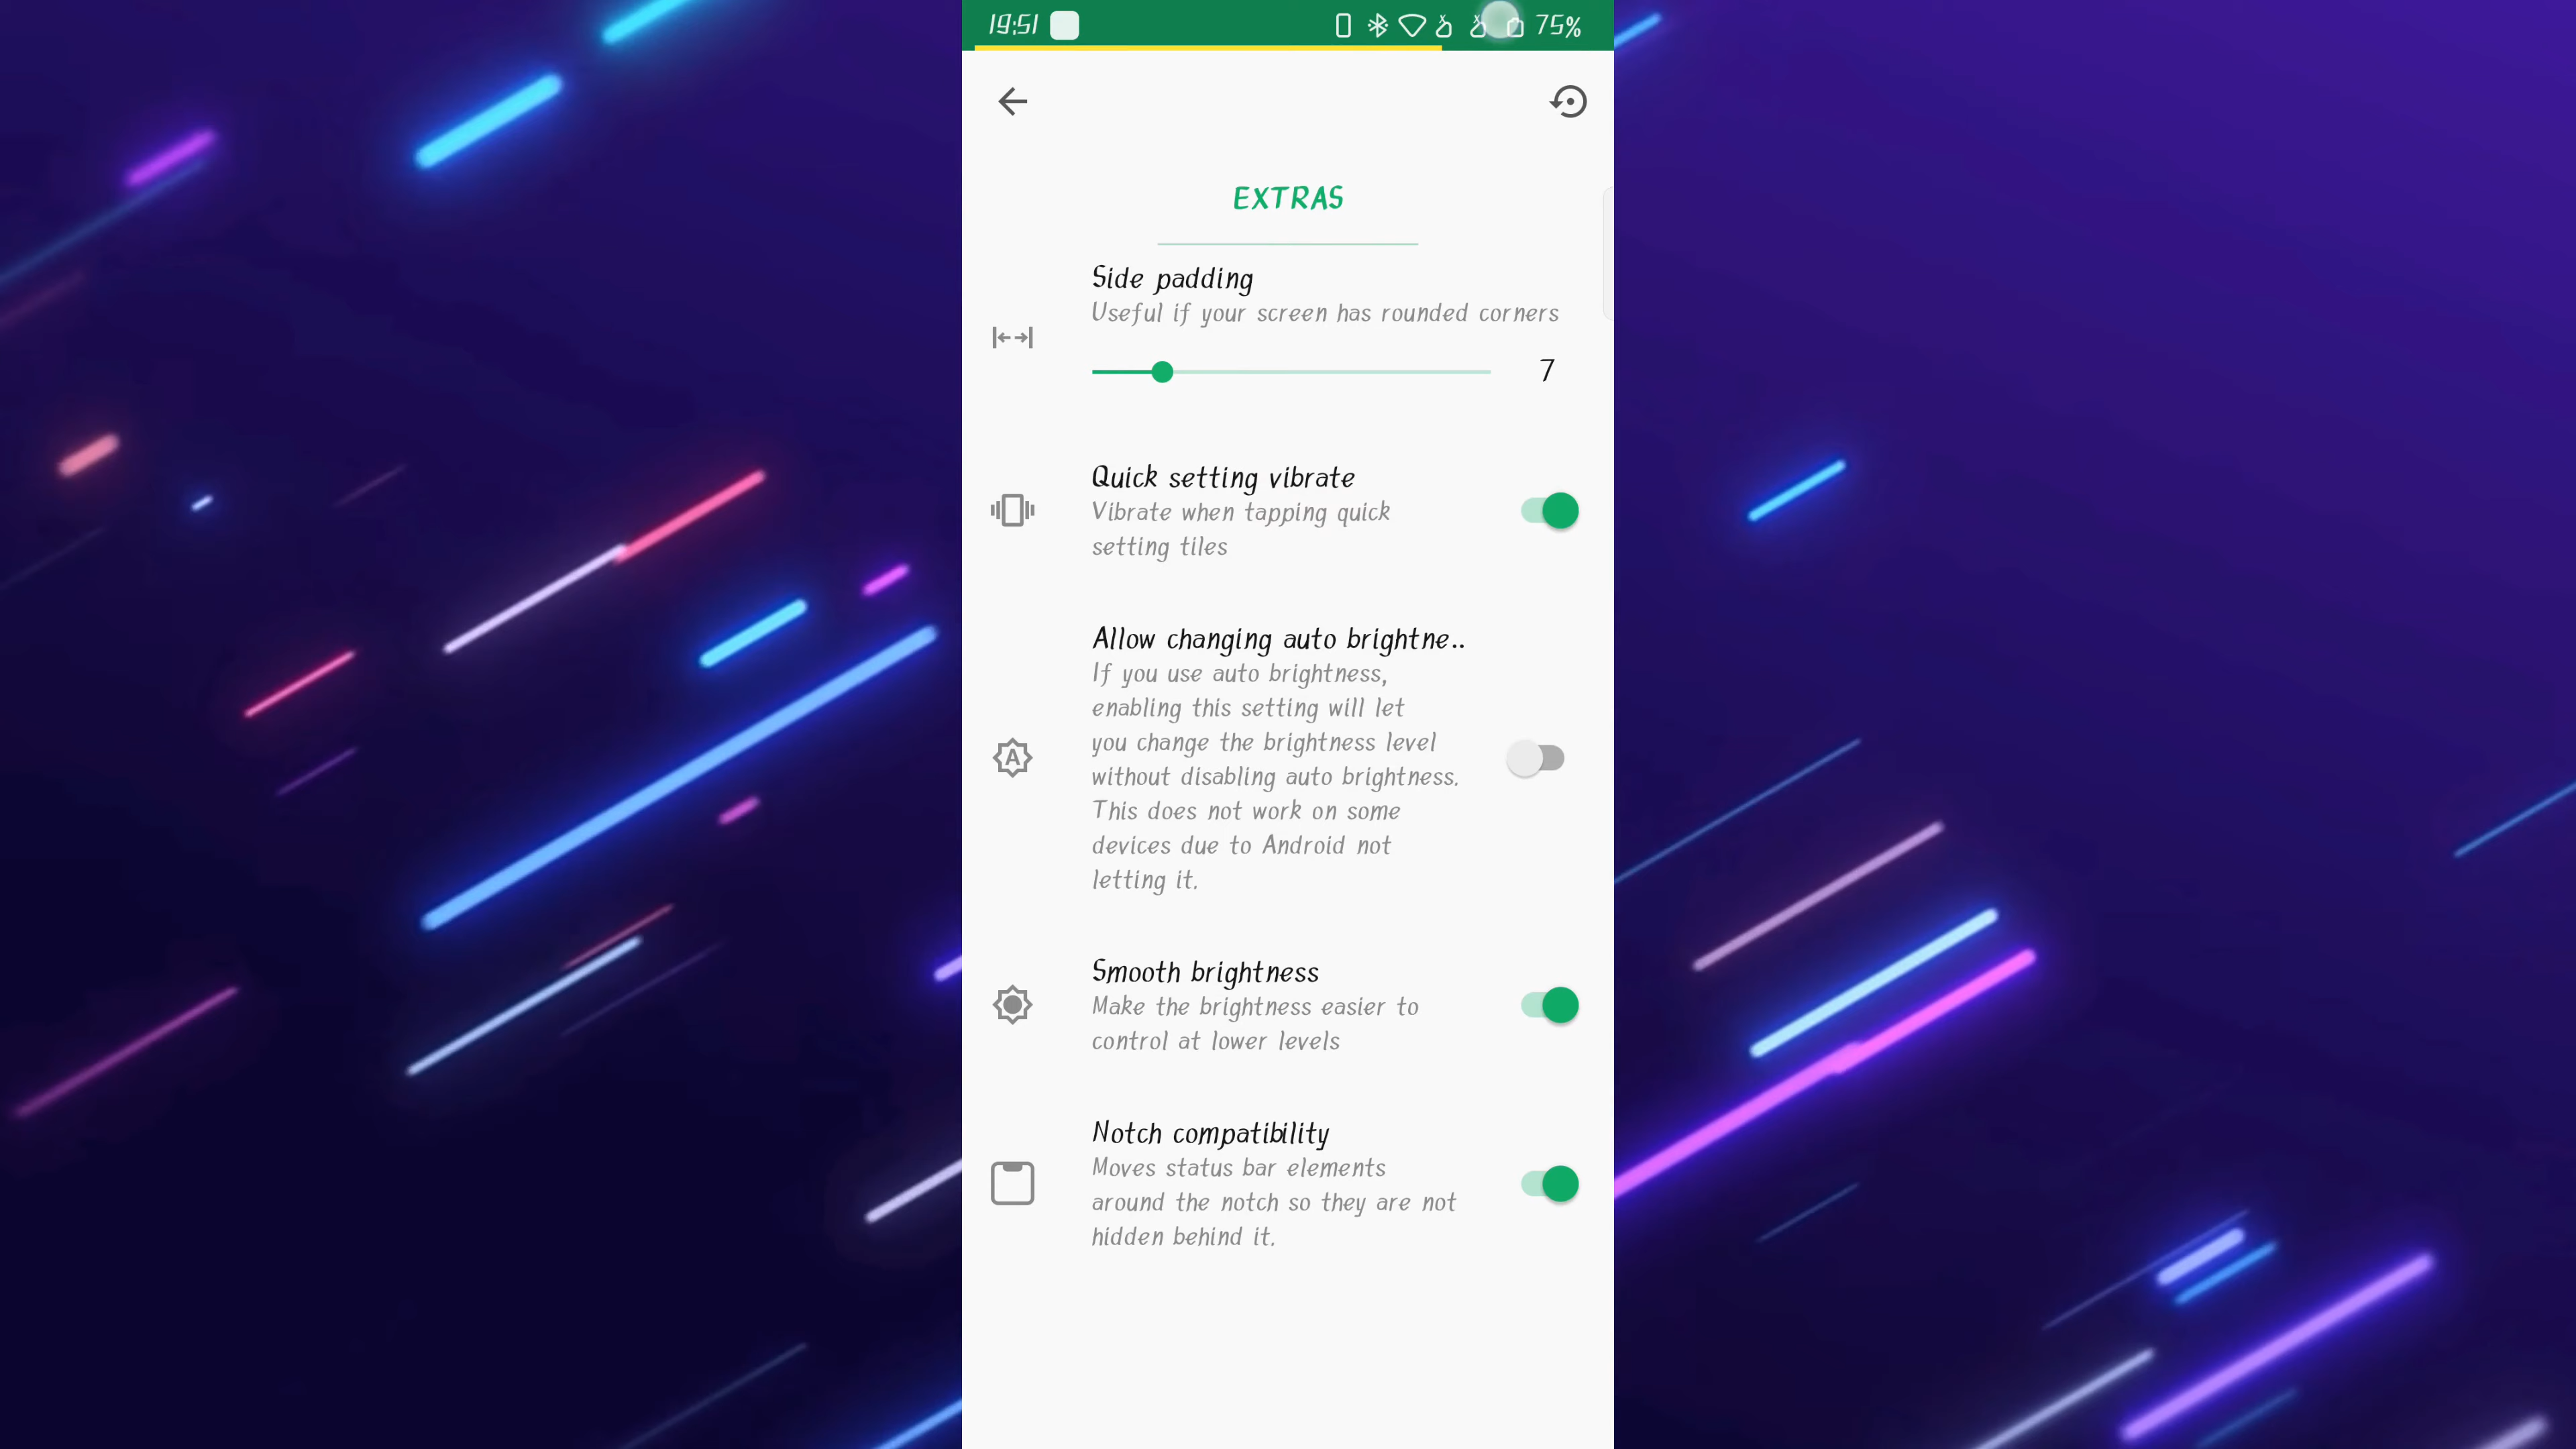 19:51 75%
EXTRAS
Side padding
Useful if your screen has rounded corners
7
Quick setting vibrate
Vibrate when tapping quick
setting tiles
Allow changing auto brightne..
If you use auto brightness,
enabling this setting will let
you change the brightness level
without disabling auto brightness.
This does not work on some
devices due to Android not
letting it.
Smooth brightness
Make the brightness easier to
control at lower levels
Notch compatibility
Moves status bar elements
around the notch so they are not
hidden behind it.